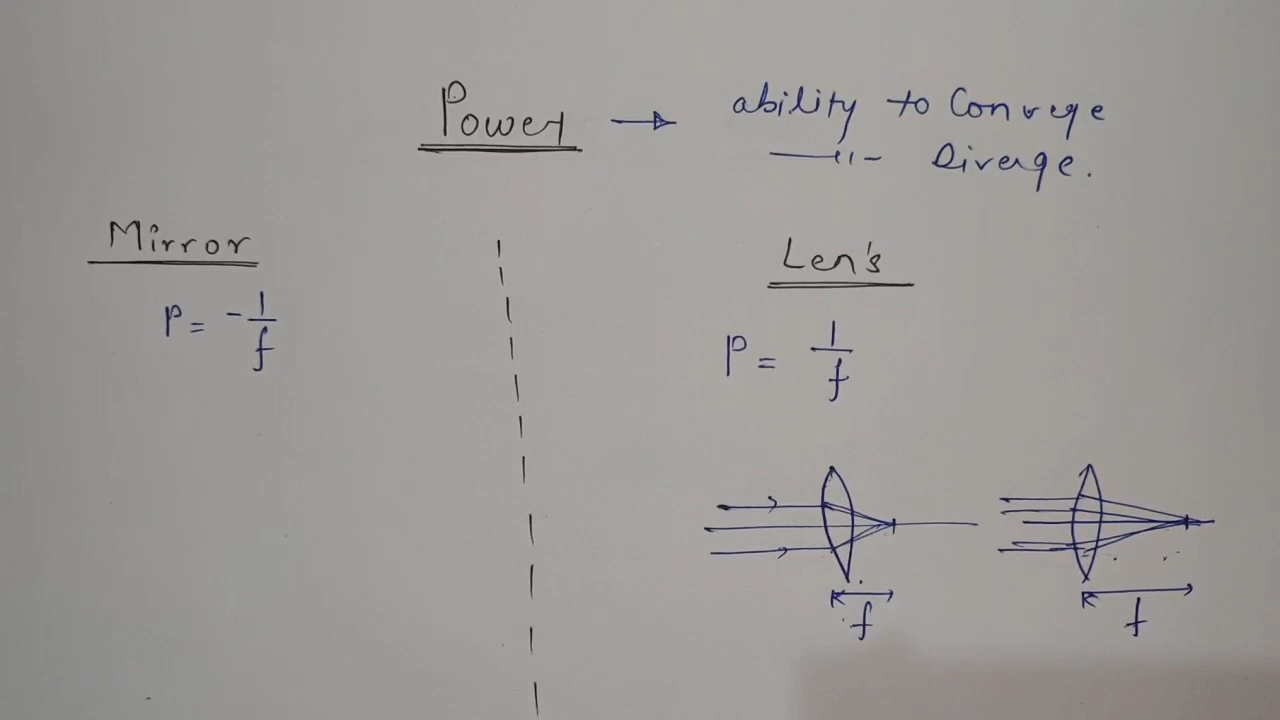 Power → ability to Converge
—"— Diverge.
Mirror
P = -1/f
Len's
P = 1/f
f
f